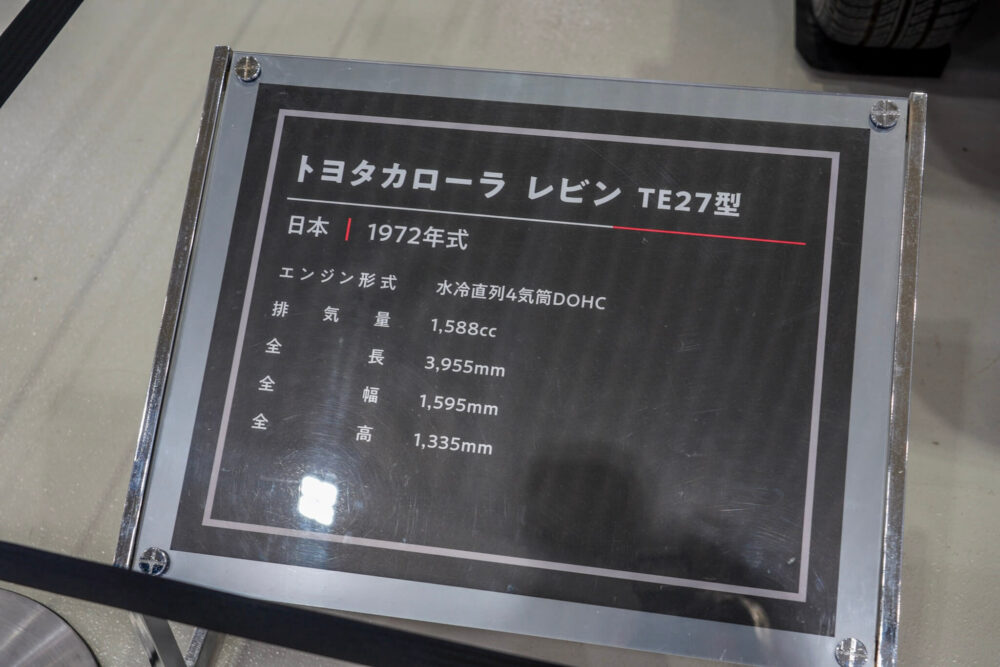 トヨタカローラ レビン TE27型
日本 | 1972年式
エンジン形式 水冷直列4気筒DOHC
排気量 1,588cc
全長 3,955mm
全幅 1,595mm
全高 1,335mm